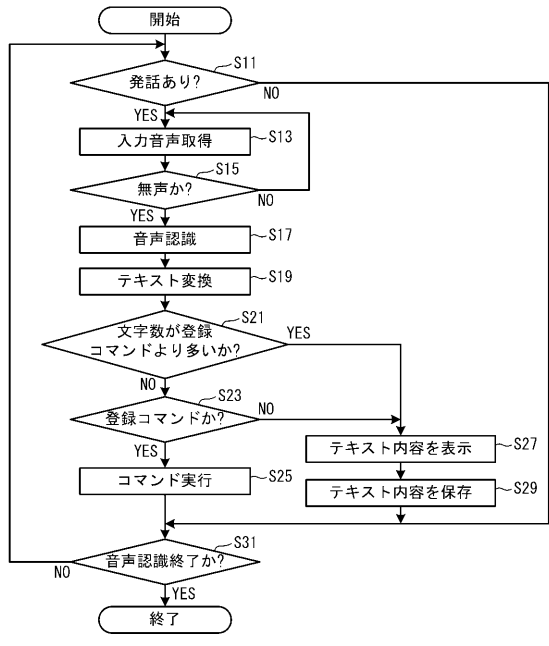 開始
発話あり?
S11
NO
YES
入力音声取得
S13
無声か?
S15
NO
YES
音声認識
S17
テキスト変換
S19
文字数が登録
コマンドより多いか?
S21
YES
NO
登録コマンドか?
S23
NO
YES
コマンド実行
S25
テキスト内容を表示
S27
テキスト内容を保存
S29
音声認識終了か?
S31
NO
YES
終了